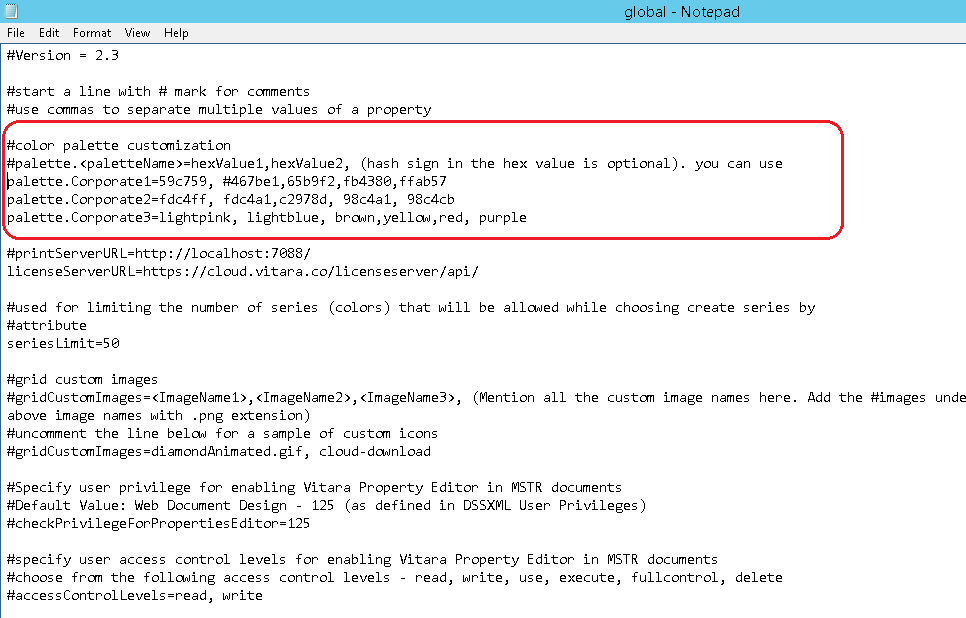 global - Notepad
File Edit Format View Help
#Version = 2.3
#start a line with # mark for comments
#use commas to separate multiple values of a property
#color palette customization
#palette.<paletteName>=hexValue1,hexValue2, (hash sign in the hex value is optional). you can use
palette.Corporate1=59c759, #467be1,65b9f2,fb4380,ffab57
palette.Corporate2=fdc4ff, fdc4a1,c2978d, 98c4a1, 98c4cb
palette.Corporate3=lightpink, lightblue, brown,yellow,red, purple
#printServerURL=http://localhost:7088/
licenseServerURL=https://cloud.vitara.co/licenseserver/api/
#used for limiting the number of series (colors) that will be allowed while choosing create series by
#attribute
seriesLimit=50
#grid custom images
#gridCustomImages=<ImageName1>,<ImageName2>,<ImageName3>, (Mention all the custom image names here. Add the #images unde
above image names with .png extension)
#uncomment the line below for a sample of custom icons
#gridCustomImages=diamondAnimated.gif, cloud-download
#Specify user privilege for enabling Vitara Property Editor in MSTR documents
#Default Value: Web Document Design - 125 (as defined in DSSXML User Privileges)
#checkPrivilegeForPropertiesEditor=125
#specify user access control levels for enabling Vitara Property Editor in MSTR documents
#choose from the following access control levels - read, write, use, execute, fullcontrol, delete
#accessControlLevels=read, write